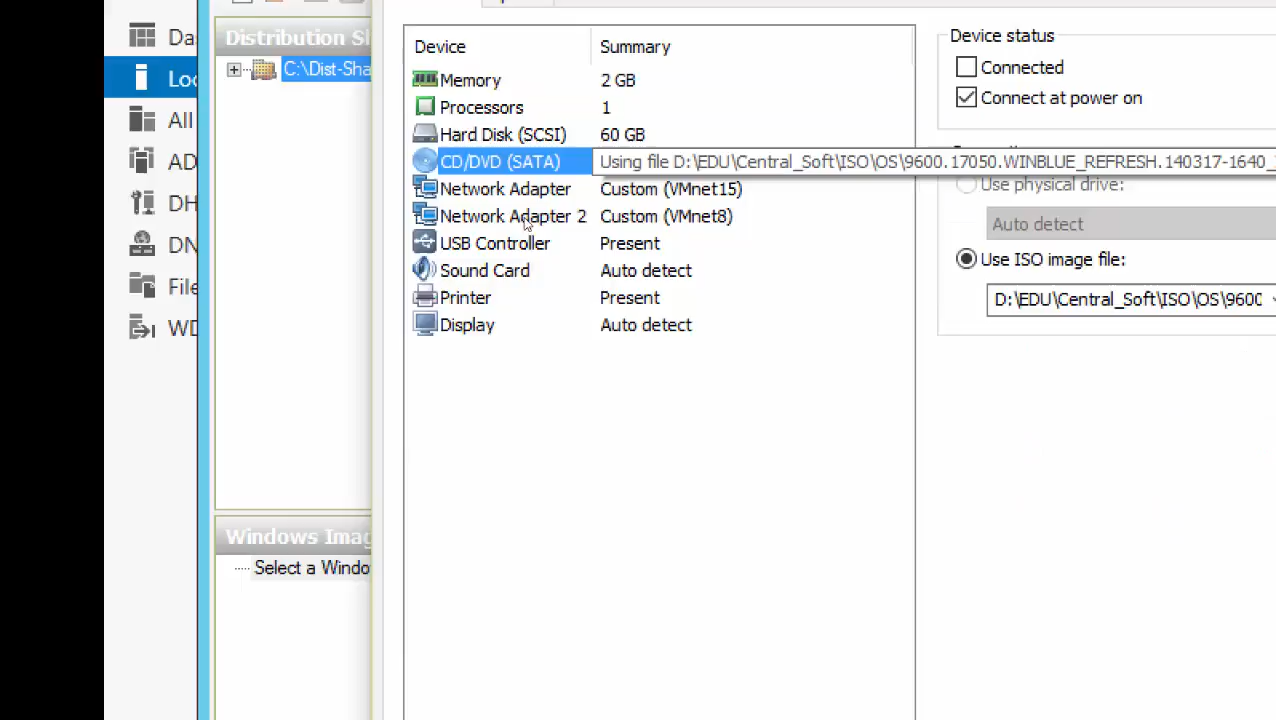 Da
Loc
All
AD
DH
DN
File
WD
Distribution Sh
C:\Dist-Sha
Windows Imag
Select a Windo
Device Summary
Memory 2 GB
Processors 1
Hard Disk (SCSI) 60 GB
CD/DVD (SATA) Using file D:\EDU\Central_Soft\ISO\OS\9600.17050.WINBLUE_REFRESH.140317-1640_
Network Adapter Custom (VMnet15)
Network Adapter 2 Custom (VMnet8)
USB Controller Present
Sound Card Auto detect
Printer Present
Display Auto detect
Device status
Connected
Connect at power on
Use physical drive:
Auto detect
Use ISO image file:
D:\EDU\Central_Soft\ISO\OS\9600